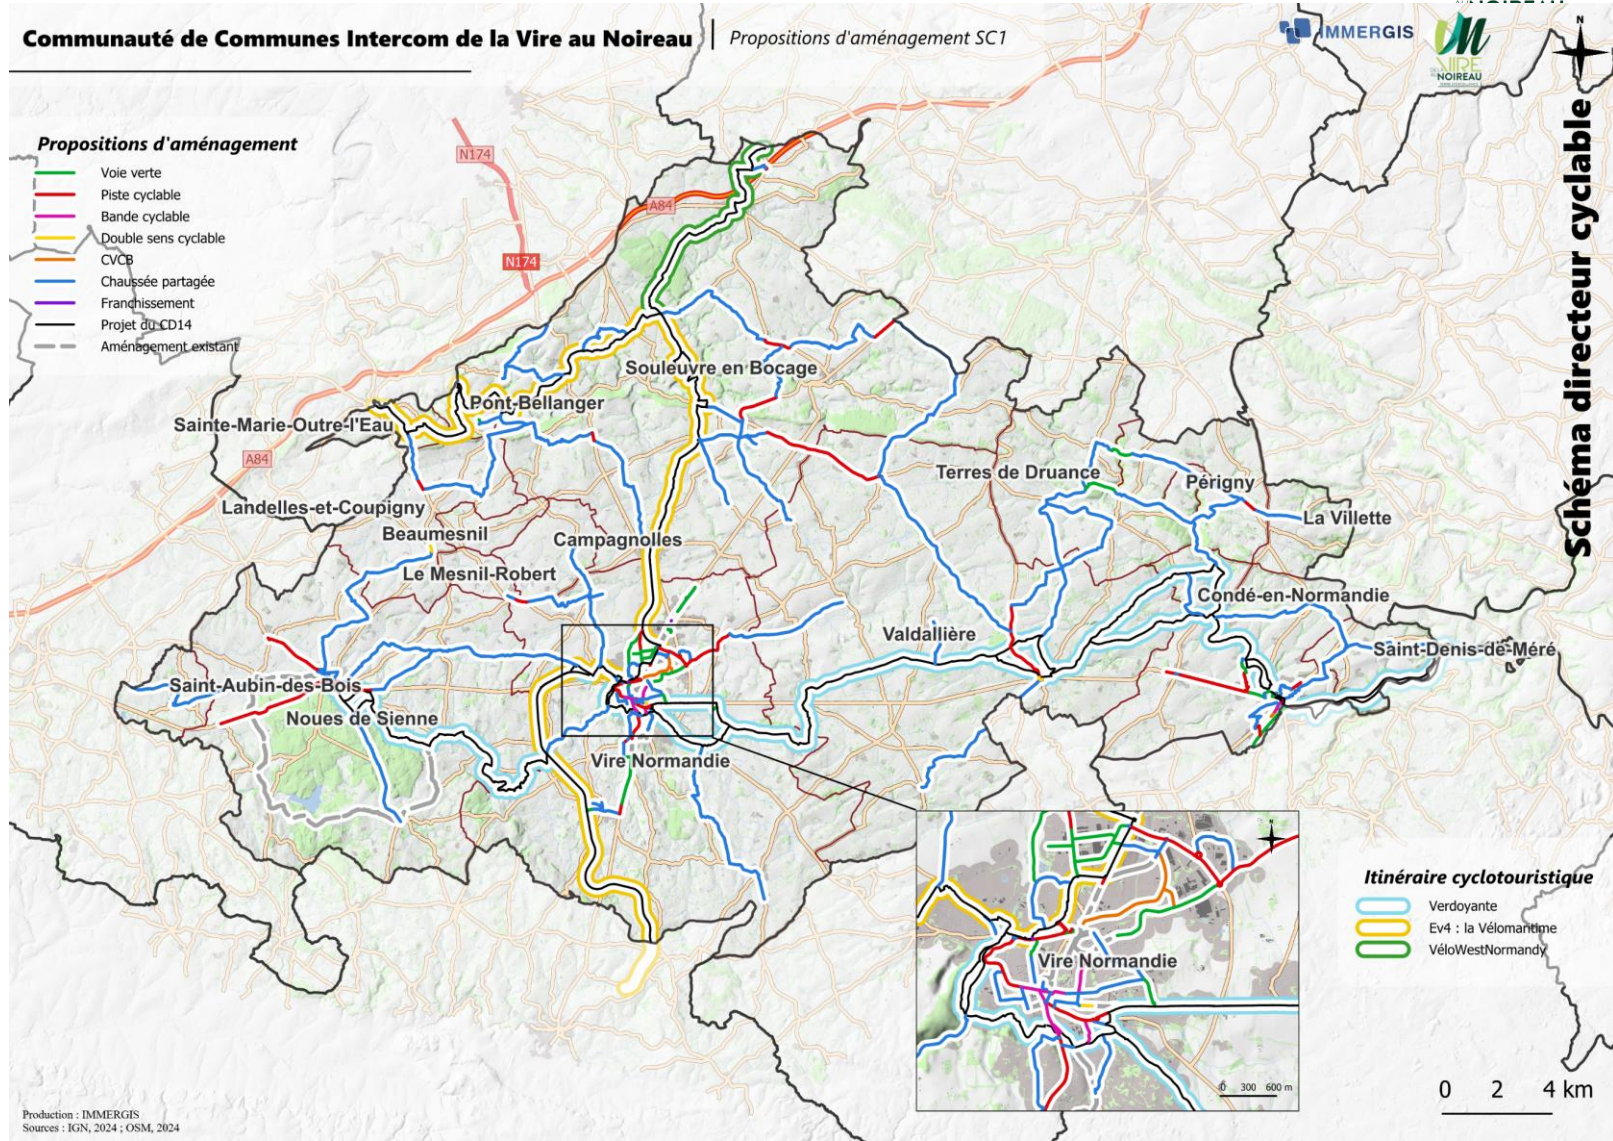 Communauté de Communes Intercom de la Vire au Noireau
Propositions d'aménagement SC1
IMMERGIS
VIRE
NOIREAU
N
Schéma directeur cyclable
Propositions d'aménagement
Voie verte
Piste cyclable
Bande cyclable
Double sens cyclable
CVCB
Chaussée partagée
Franchissement
Projet du CD14
Aménagement existant
N174
A84
N174
Souleuvre en Bocage
Pont-Bellanger
Sainte-Marie-Outre-l'Eau
A84
Terres de Druance
Périgny
Landelles-et-Coupigny
La Villette
Beaumesnil
Campagnolles
Le Mesnil-Robert
Condé-en-Normandie
Valdallière
Saint-Denis-de-Méré
Saint-Aubin-des-Bois
Noues de Sienne
Vire Normandie
Vire Normandie
0 300 600 m
Itinéraire cyclotouristique
Verdoyante
Ev4 : la Vélomaritime
VéloWestNormandy
0 2 4 km
Production : IMMERGIS
Sources : IGN, 2024 ; OSM, 2024